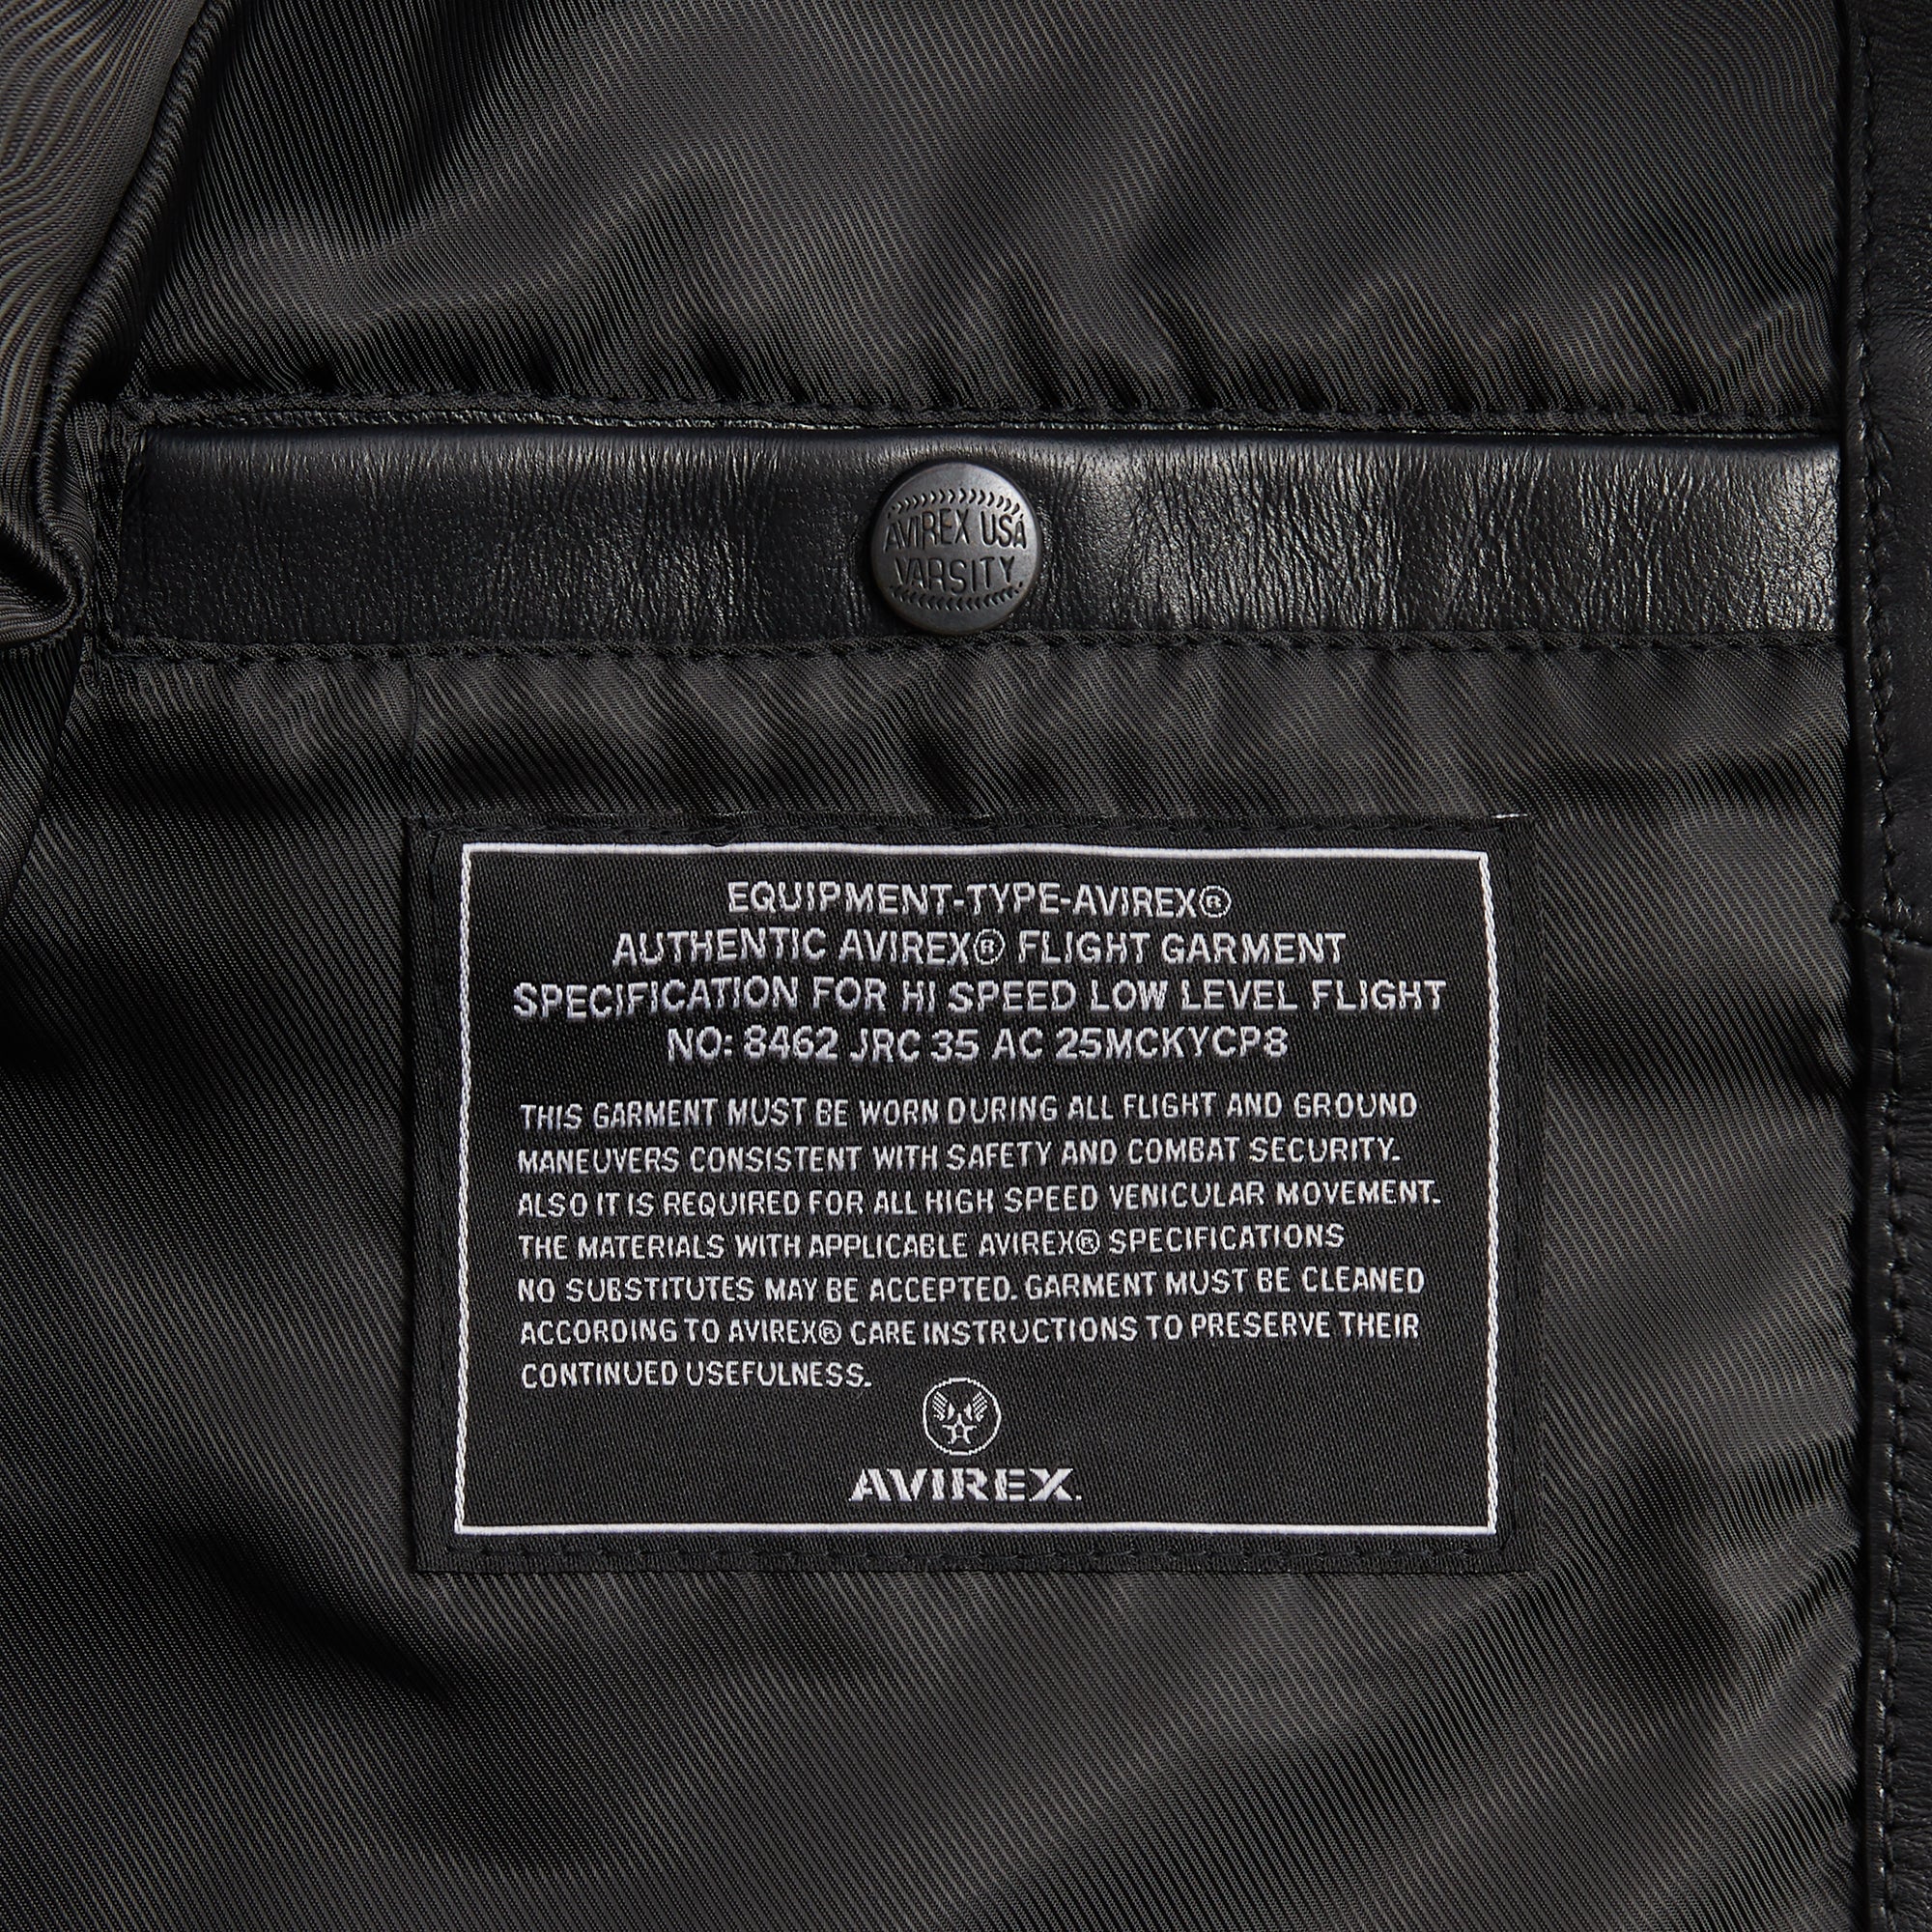 AVIREX USA
VARSITY
EQUIPMENT-TYPE-AVIREX®
AUTHENTIC AVIREX® FLIGHT GARMENT
SPECIFICATION FOR HI SPEED LOW LEVEL FLIGHT
NO: 8462 JRC 35 AC 25MCKYCP8
THIS GARMENT MUST BE WORN DURING ALL FLIGHT AND GROUND
MANEUVERS CONSISTENT WITH SAFETY AND COMBAT SECURITY.
ALSO IT IS REQUIRED FOR ALL HIGH SPEED VENICULAR MOVEMENT.
THE MATERIALS WITH APPLICABLE AVIREX® SPECIFICATIONS
NO SUBSTITUTES MAY BE ACCEPTED. GARMENT MUST BE CLEANED
ACCORDING TO AVIREX® CARE INSTRUCTIONS TO PRESERVE THEIR
CONTINUED USEFULNESS.
AVIREX.